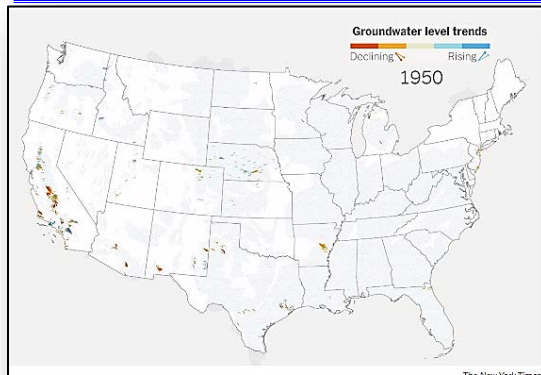 Groundwater level trends
Declining Rising
1950
The New York Times